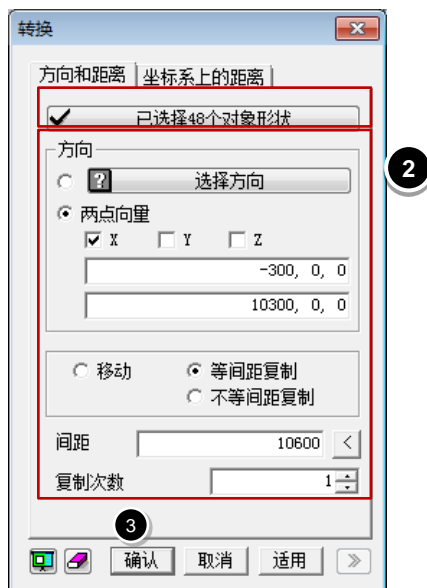 转换
方向和距离 坐标系上的距离
已选择48个对象形状
2
方向
? 选择方向
两点向量
X Y Z
-300, 0, 0
10300, 0, 0
移动 等间距复制
不等间距复制
间距 10600 <
复制次数 1
3
确认 取消 适用 >>